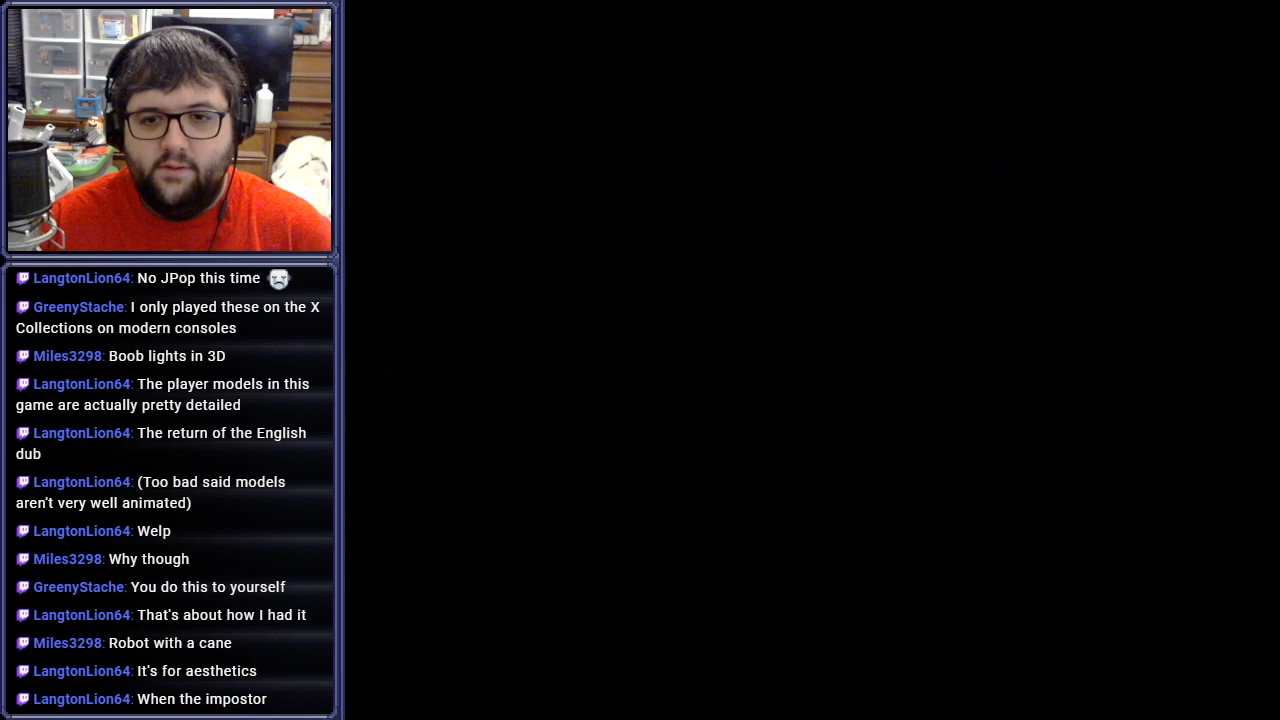 LangtonLion64: No JPop this time
GreenyStache: I only played these on the X
Collections on modern consoles
Miles3298: Boob lights in 3D
LangtonLion64: The player models in this
game are actually pretty detailed
LangtonLion64: The return of the English
dub
LangtonLion64: (Too bad said models
aren't very well animated)
LangtonLion64: Welp
Miles3298: Why though
GreenyStache: You do this to yourself
LangtonLion64: That's about how I had it
Miles3298: Robot with a cane
LangtonLion64: It's for aesthetics
LangtonLion64: When the impostor